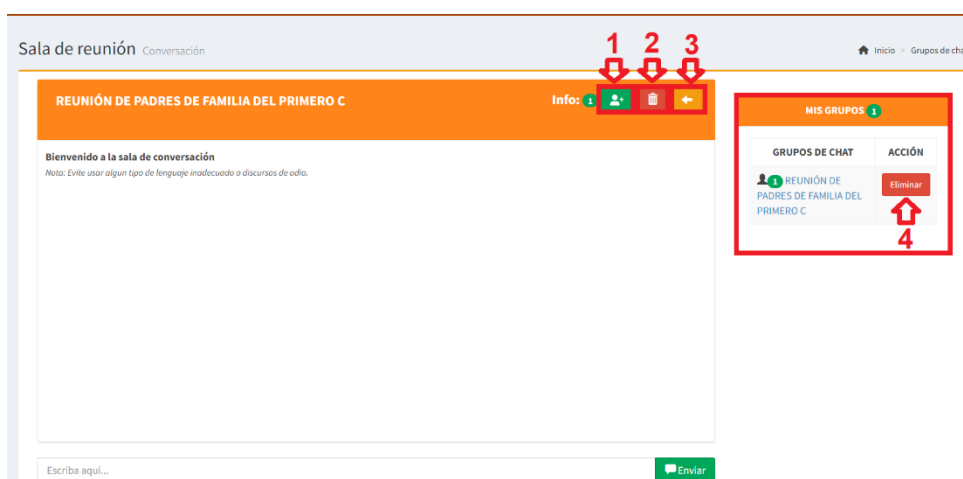 Sala de reunión Conversación
1 2 3
Inicio > Grupos de cha
REUNIÓN DE PADRES DE FAMILIA DEL PRIMERO C
Info: 1
MIS GRUPOS 1
Bienvenido a la sala de conversación
Nota: Evite usar algun tipo de lenguaje inadecuado o discursos de odio.
GRUPOS DE CHAT ACCIÓN
1 REUNIÓN DE
PADRES DE FAMILIA DEL
PRIMERO C
Eliminar
4
Escriba aquí...
Enviar